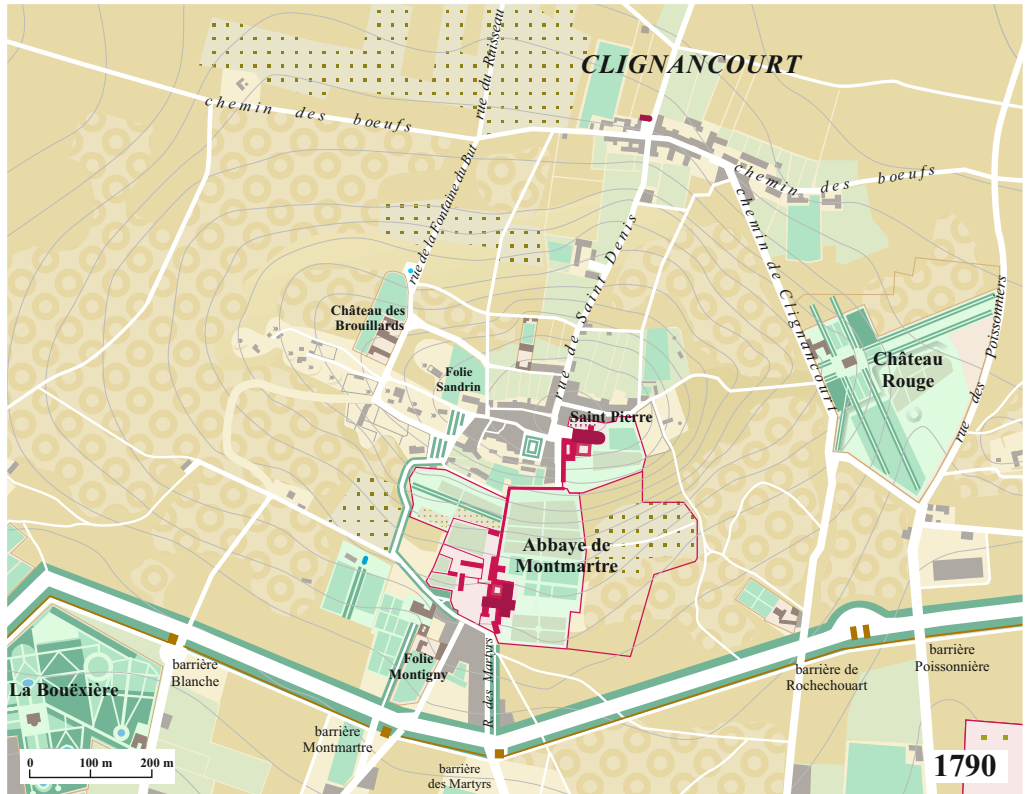 CLIGNANCOURT
rue du Ruisseau
chemin des boeufs
chemin des boeufs
rue de la Fontaine du But
rue de Saint Denis
chemin de Clignancourt
rue des Poissonniers
Château des
Brouillards
Château
Rouge
Folie
Sandrin
Saint Pierre
Abbaye de
Montmartre
Folie
Montigny
R. des Martyrs
La Bouëxière
barrière
Blanche
barrière
Montmartre
barrière
des Martyrs
barrière de
Rochechouart
barrière
Poissonnière
0 100 m 200 m
1790